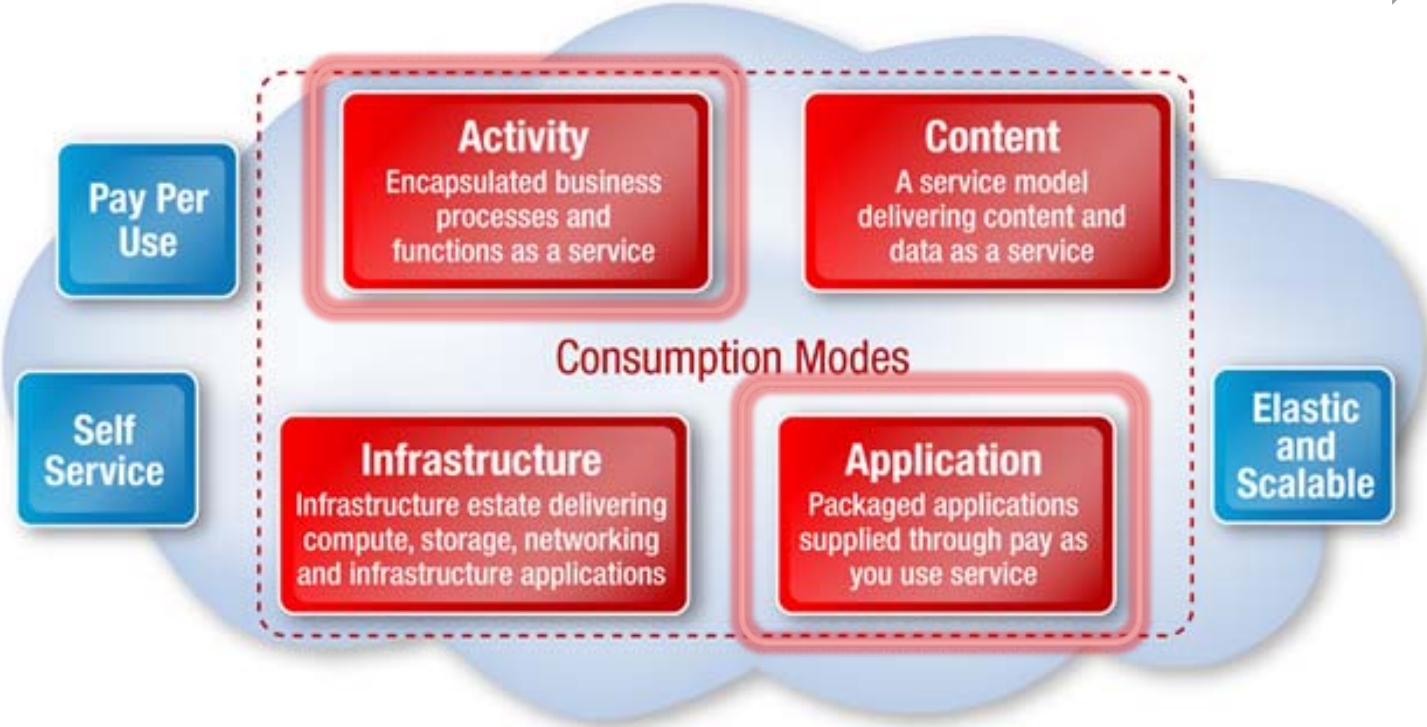 Activity
Encapsulated business
processes and
functions as a service
Content
A service model
delivering content and
data as a service
Pay Per
Use
Consumption Modes
Self
Service
Infrastructure
Infrastructure estate delivering
compute, storage, networking
and infrastructure applications
Application
Packaged applications
supplied through pay as
you use service
Elastic
and
Scalable